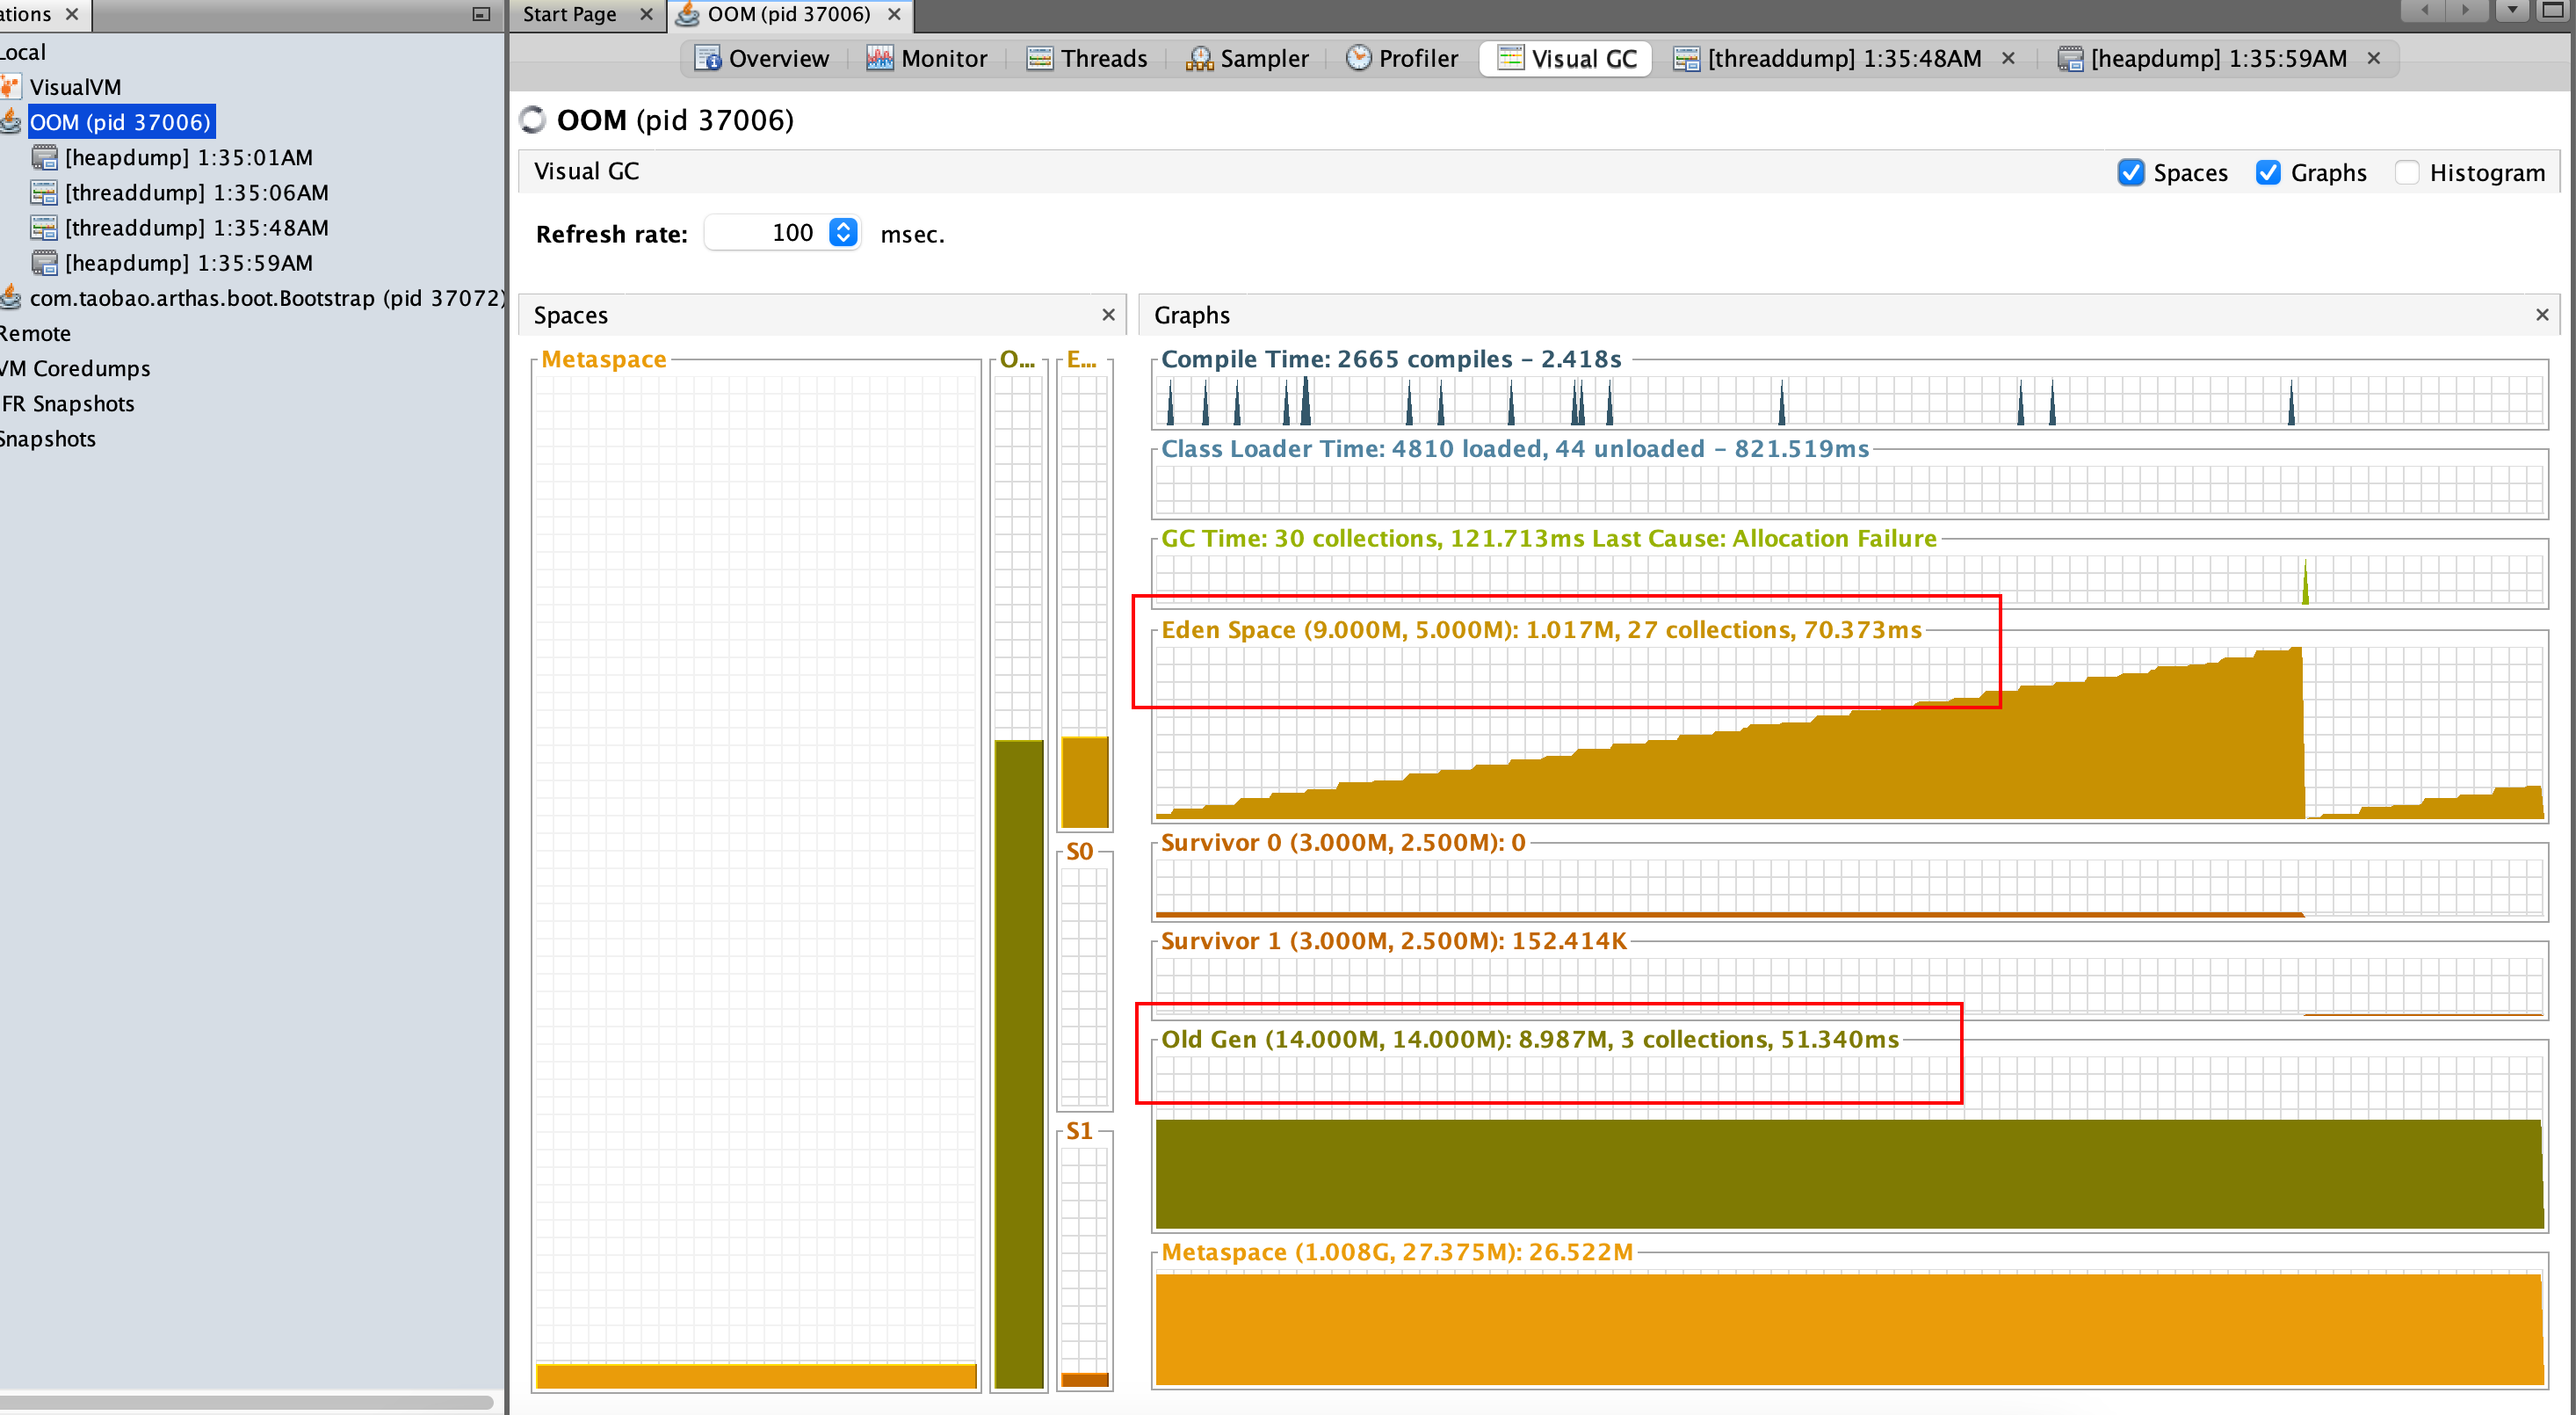 ations
Start Page
OOM (pid 37006)
Local
VisualVM
OOM (pid 37006)
[heapdump] 1:35:01AM
[threaddump] 1:35:06AM
[threaddump] 1:35:48AM
[heapdump] 1:35:59AM
com.taobao.arthas.boot.Bootstrap (pid 37072)
Remote
VM Coredumps
FR Snapshots
Snapshots
Overview
Monitor
Threads
Sampler
Profiler
Visual GC
[threaddump] 1:35:48AM
[heapdump] 1:35:59AM
OOM (pid 37006)
Visual GC
Spaces
Graphs
Histogram
Refresh rate: 100 msec.
Spaces
Metaspace
O...
E...
S0
S1
Graphs
Compile Time: 2665 compiles - 2.418s
Class Loader Time: 4810 loaded, 44 unloaded - 821.519ms
GC Time: 30 collections, 121.713ms Last Cause: Allocation Failure
Eden Space (9.000M, 5.000M): 1.017M, 27 collections, 70.373ms
Survivor 0 (3.000M, 2.500M): 0
Survivor 1 (3.000M, 2.500M): 152.414K
Old Gen (14.000M, 14.000M): 8.987M, 3 collections, 51.340ms
Metaspace (1.008G, 27.375M): 26.522M